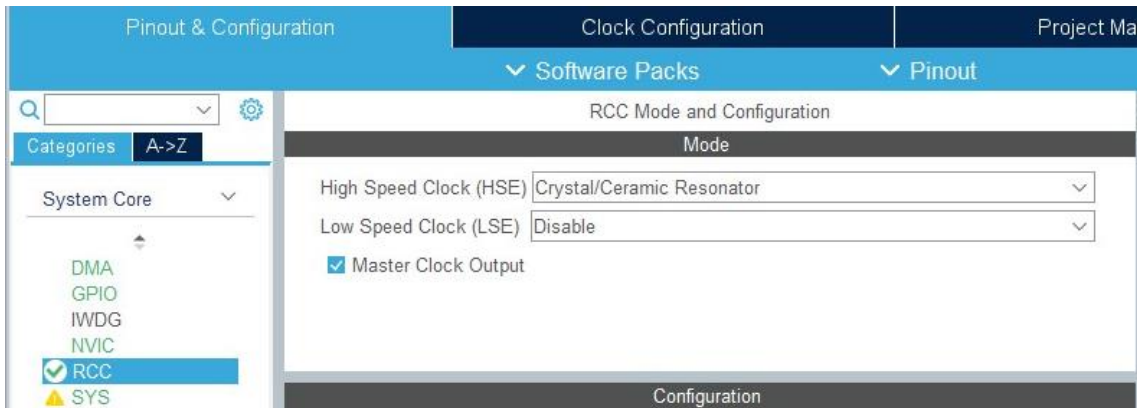 Pinout & Configuration
Clock Configuration
Project Ma
Software Packs
Pinout
RCC Mode and Configuration
Categories
A->Z
Mode
System Core
High Speed Clock (HSE) Crystal/Ceramic Resonator
Low Speed Clock (LSE) Disable
Master Clock Output
DMA
GPIO
IWDG
NVIC
RCC
SYS
Configuration